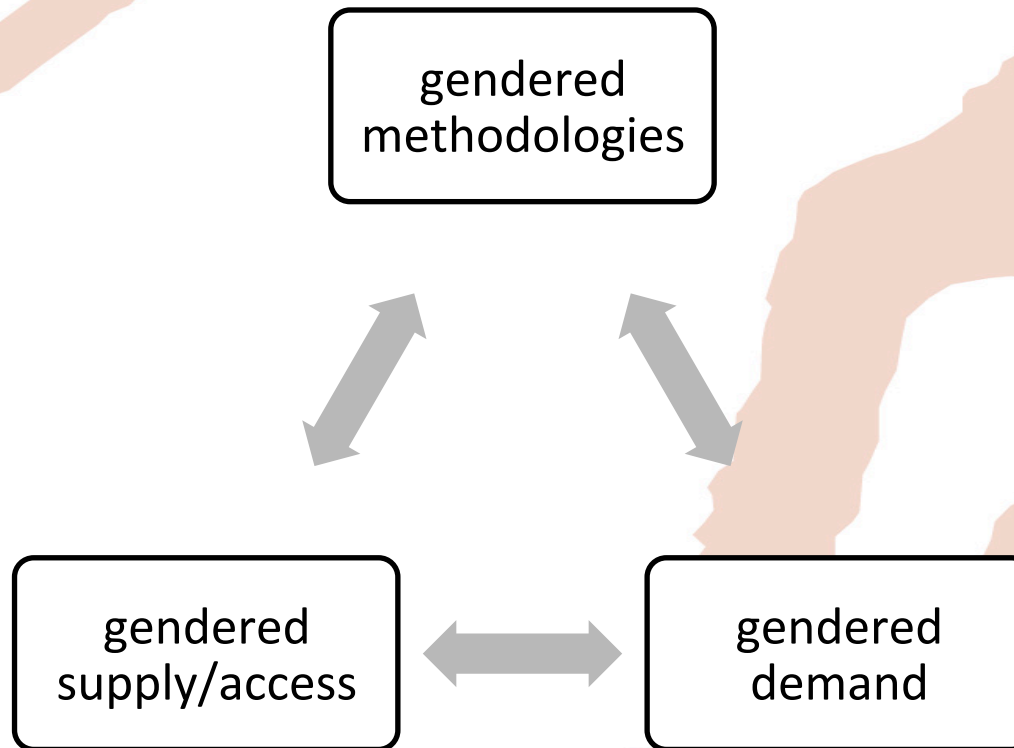 gendered
methodologies
gendered
supply/access
gendered
demand